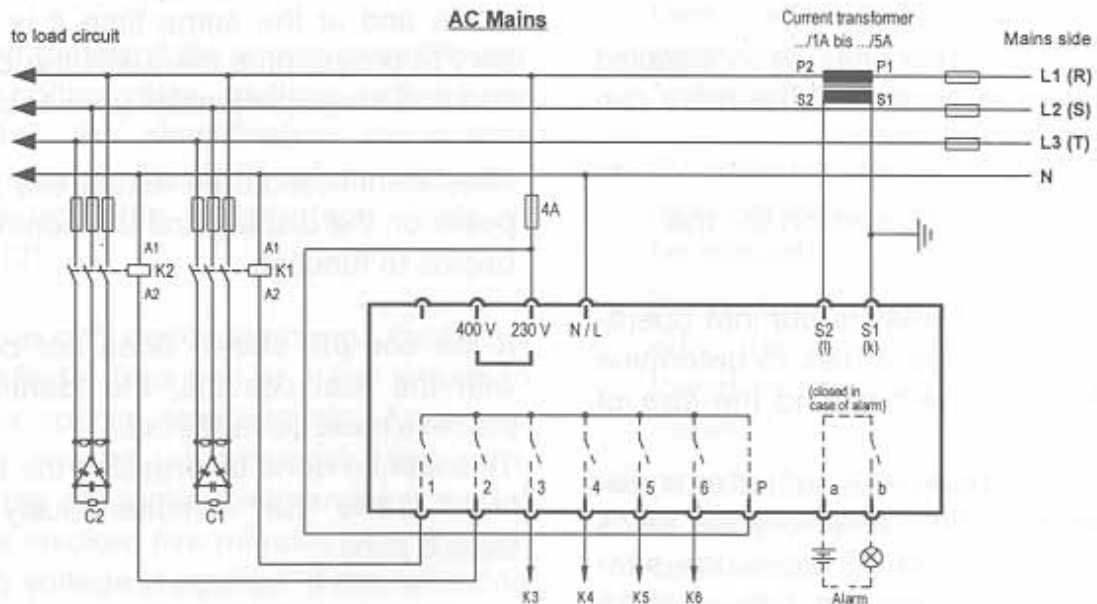 AC Mains
Current transformer
.../1A bis .../5A
to load circuit
Mains side
P2 P1
L1 (R)
S2 S1
L2 (S)
L3 (T)
N
4A
A1 A1
K2 K1
A2 A2
400 V 230 V N / L S2 S1
(l) (k)
(closed in
case of alarm)
1 2 3 4 5 6 P a b
C2 C1
K3 K4 K5 K6 Alarm